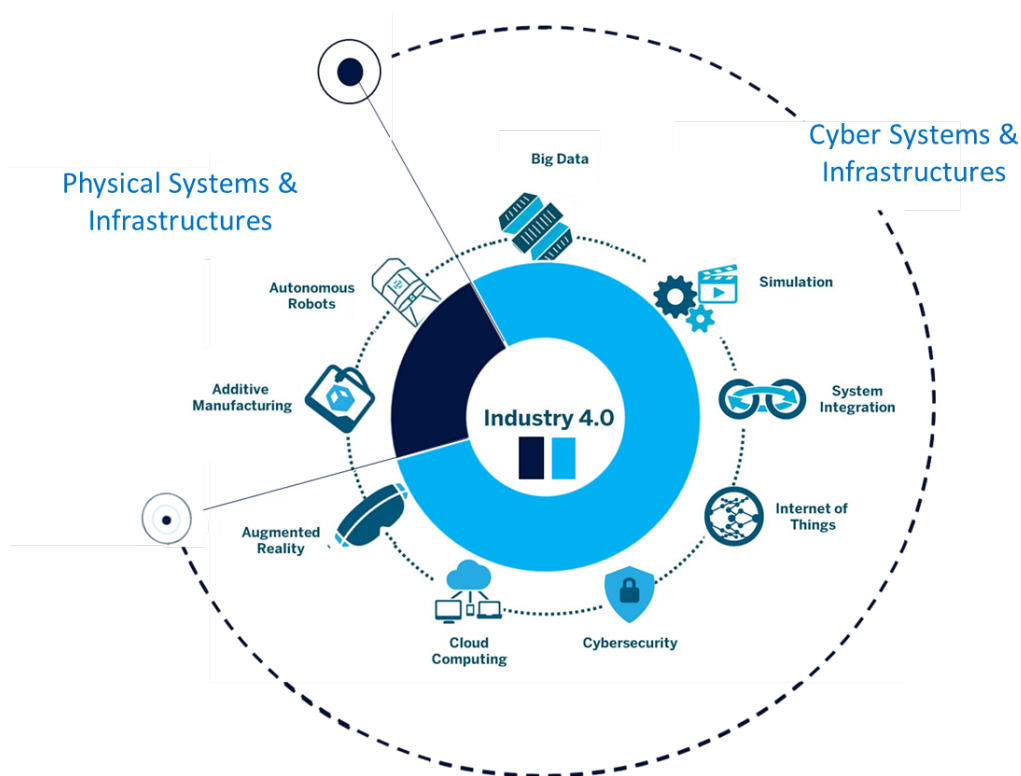 Cyber Systems &
Infrastructures
Physical Systems &
Infrastructures
Big Data
Simulation
System
Integration
Internet of
Things
Cybersecurity
Cloud
Computing
Augmented
Reality
Additive
Manufacturing
Autonomous
Robots
Industry 4.0